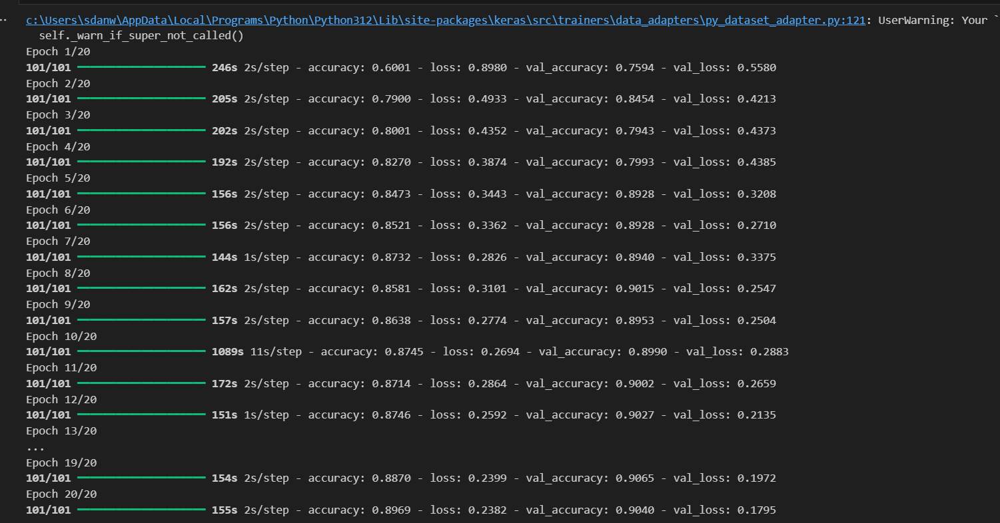 c:\Users\sdanw\AppData\Local\Programs\Python\Python312\Lib\site-packages\keras\src\trainers\data_adapters\py_dataset_adapter.py:121: UserWarning: Your `
self._warn_if_super_not_called()
Epoch 1/20
101/101 ━━━━━━━━━━━━━━━━━━━━ 246s 2s/step - accuracy: 0.6001 - loss: 0.8980 - val_accuracy: 0.7594 - val_loss: 0.5580
Epoch 2/20
101/101 ━━━━━━━━━━━━━━━━━━━━ 205s 2s/step - accuracy: 0.7900 - loss: 0.4933 - val_accuracy: 0.8454 - val_loss: 0.4213
Epoch 3/20
101/101 ━━━━━━━━━━━━━━━━━━━━ 202s 2s/step - accuracy: 0.8001 - loss: 0.4352 - val_accuracy: 0.7943 - val_loss: 0.4373
Epoch 4/20
101/101 ━━━━━━━━━━━━━━━━━━━━ 192s 2s/step - accuracy: 0.8270 - loss: 0.3874 - val_accuracy: 0.7993 - val_loss: 0.4385
Epoch 5/20
101/101 ━━━━━━━━━━━━━━━━━━━━ 156s 2s/step - accuracy: 0.8473 - loss: 0.3443 - val_accuracy: 0.8928 - val_loss: 0.3208
Epoch 6/20
101/101 ━━━━━━━━━━━━━━━━━━━━ 156s 2s/step - accuracy: 0.8521 - loss: 0.3362 - val_accuracy: 0.8928 - val_loss: 0.2710
Epoch 7/20
101/101 ━━━━━━━━━━━━━━━━━━━━ 144s 1s/step - accuracy: 0.8732 - loss: 0.2826 - val_accuracy: 0.8940 - val_loss: 0.3375
Epoch 8/20
101/101 ━━━━━━━━━━━━━━━━━━━━ 162s 2s/step - accuracy: 0.8581 - loss: 0.3101 - val_accuracy: 0.9015 - val_loss: 0.2547
Epoch 9/20
101/101 ━━━━━━━━━━━━━━━━━━━━ 157s 2s/step - accuracy: 0.8638 - loss: 0.2774 - val_accuracy: 0.8953 - val_loss: 0.2504
Epoch 10/20
101/101 ━━━━━━━━━━━━━━━━━━━━ 1089s 11s/step - accuracy: 0.8745 - loss: 0.2694 - val_accuracy: 0.8990 - val_loss: 0.2883
Epoch 11/20
101/101 ━━━━━━━━━━━━━━━━━━━━ 172s 2s/step - accuracy: 0.8714 - loss: 0.2864 - val_accuracy: 0.9002 - val_loss: 0.2659
Epoch 12/20
101/101 ━━━━━━━━━━━━━━━━━━━━ 151s 1s/step - accuracy: 0.8746 - loss: 0.2592 - val_accuracy: 0.9027 - val_loss: 0.2135
Epoch 13/20
...
Epoch 19/20
101/101 ━━━━━━━━━━━━━━━━━━━━ 154s 2s/step - accuracy: 0.8870 - loss: 0.2399 - val_accuracy: 0.9065 - val_loss: 0.1972
Epoch 20/20
101/101 ━━━━━━━━━━━━━━━━━━━━ 155s 2s/step - accuracy: 0.8969 - loss: 0.2382 - val_accuracy: 0.9040 - val_loss: 0.1795